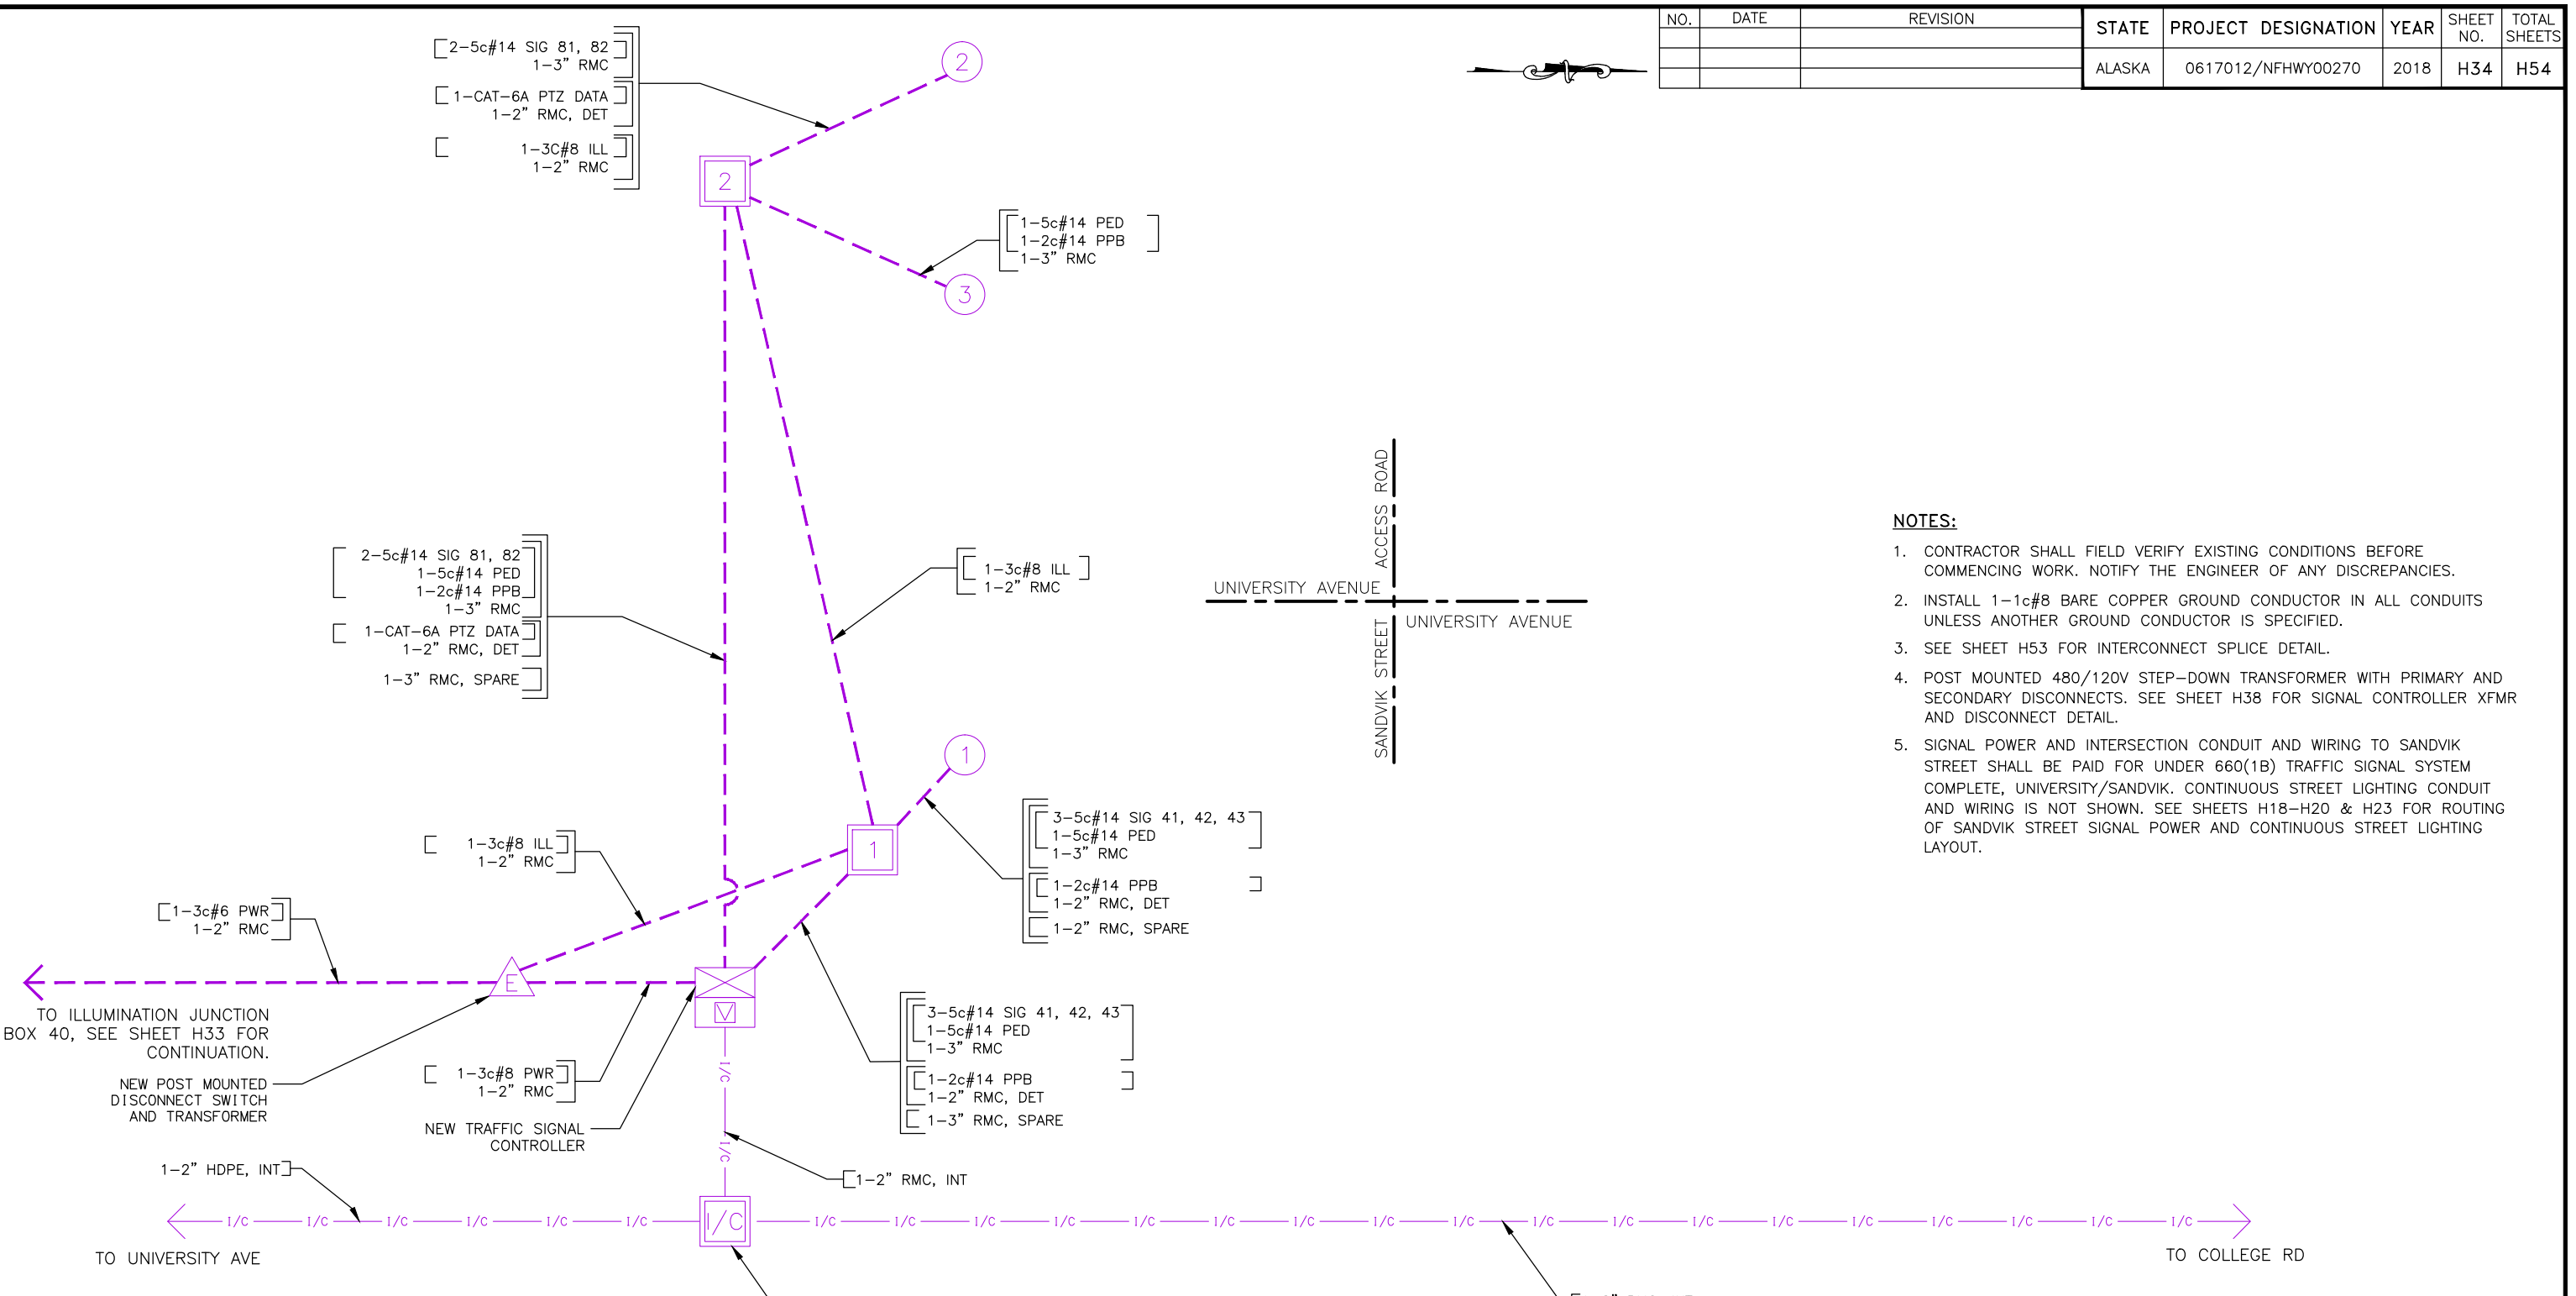 NO. DATE REVISION STATE PROJECT DESIGNATION YEAR SHEET NO. TOTAL SHEETS
ALASKA 0617012/NFHWY00270 2018 H34 H54
2-5c#14 SIG 81, 82
1-3" RMC
1-CAT-6A PTZ DATA
1-2" RMC, DET
1-3C#8 ILL
1-2" RMC
2
2
1-5c#14 PED
1-2c#14 PPB
1-3" RMC
3
2-5c#14 SIG 81, 82
1-5c#14 PED
1-2c#14 PPB
1-3" RMC
1-CAT-6A PTZ DATA
1-2" RMC, DET
1-3" RMC, SPARE
1-3c#8 ILL
1-2" RMC
ACCESS ROAD
UNIVERSITY AVENUE
UNIVERSITY AVENUE
SANDVIK STREET
NOTES:
1. CONTRACTOR SHALL FIELD VERIFY EXISTING CONDITIONS BEFORE
COMMENCING WORK. NOTIFY THE ENGINEER OF ANY DISCREPANCIES.
2. INSTALL 1-1c#8 BARE COPPER GROUND CONDUCTOR IN ALL CONDUITS
UNLESS ANOTHER GROUND CONDUCTOR IS SPECIFIED.
3. SEE SHEET H53 FOR INTERCONNECT SPLICE DETAIL.
4. POST MOUNTED 480/120V STEP-DOWN TRANSFORMER WITH PRIMARY AND
SECONDARY DISCONNECTS. SEE SHEET H38 FOR SIGNAL CONTROLLER XFMR
AND DISCONNECT DETAIL.
5. SIGNAL POWER AND INTERSECTION CONDUIT AND WIRING TO SANDVIK
STREET SHALL BE PAID FOR UNDER 660(1B) TRAFFIC SIGNAL SYSTEM
COMPLETE, UNIVERSITY/SANDVIK. CONTINUOUS STREET LIGHTING CONDUIT
AND WIRING IS NOT SHOWN. SEE SHEETS H18-H20 & H23 FOR ROUTING
OF SANDVIK STREET SIGNAL POWER AND CONTINUOUS STREET LIGHTING
LAYOUT.
1
1
3-5c#14 SIG 41, 42, 43
1-5c#14 PED
1-3" RMC
1-2c#14 PPB
1-2" RMC, DET
1-2" RMC, SPARE
1-3c#8 ILL
1-2" RMC
1-3c#6 PWR
1-2" RMC
E
TO ILLUMINATION JUNCTION
BOX 40, SEE SHEET H33 FOR
CONTINUATION.
NEW POST MOUNTED
DISCONNECT SWITCH
AND TRANSFORMER
1-3c#8 PWR
1-2" RMC
NEW TRAFFIC SIGNAL
CONTROLLER
3-5c#14 SIG 41, 42, 43
1-5c#14 PED
1-3" RMC
1-2c#14 PPB
1-2" RMC, DET
1-3" RMC, SPARE
I/C
I/C
1-2" HDPE, INT
1-2" RMC, INT
I/C I/C I/C I/C I/C I/C I/C I/C I/C I/C I/C I/C I/C I/C I/C I/C I/C I/C I/C I/C I/C I/C I/C I/C I/C
TO UNIVERSITY AVE
TO COLLEGE RD